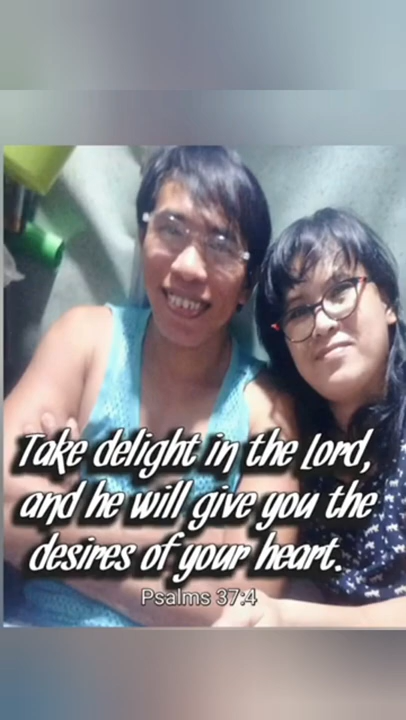 Take delight in the Lord,
and he will give you the
desires of your heart.
Psalms 37:4